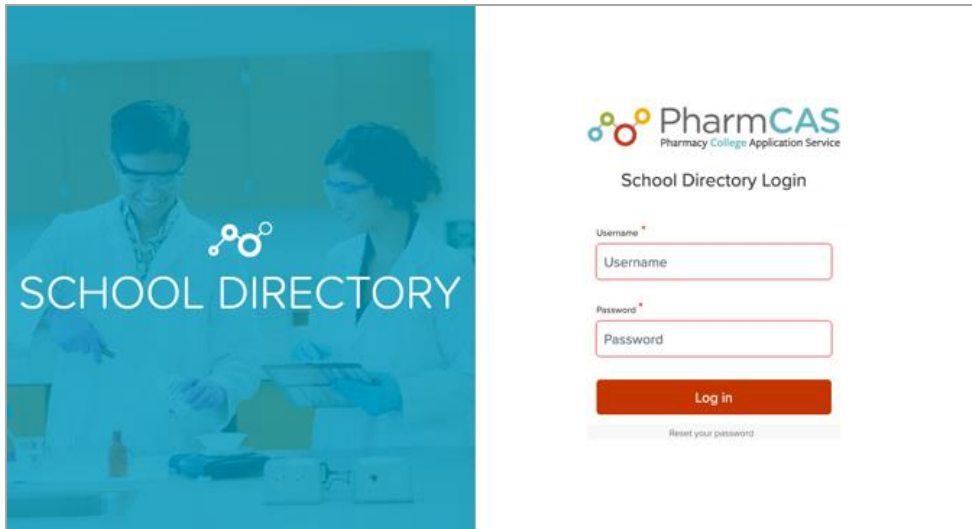 SCHOOL DIRECTORY
PharmCAS
Pharmacy College Application Service
School Directory Login
Username *
Username
Password *
Password
Log in
Reset your password